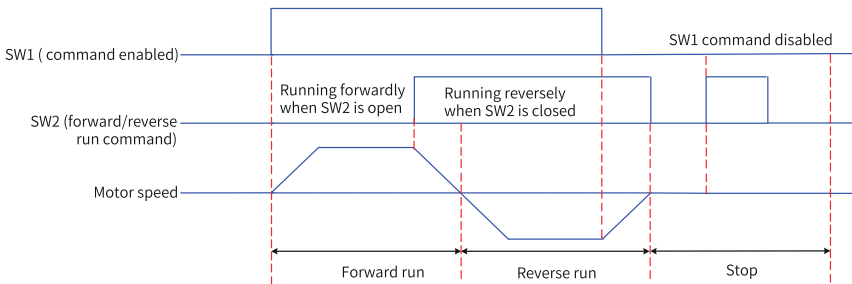 SW1 ( command enabled)
SW1 command disabled
Running forwardly
when SW2 is open
Running reversely
when SW2 is closed
SW2 (forward/reverse
run command)
Motor speed
Forward run
Reverse run
Stop